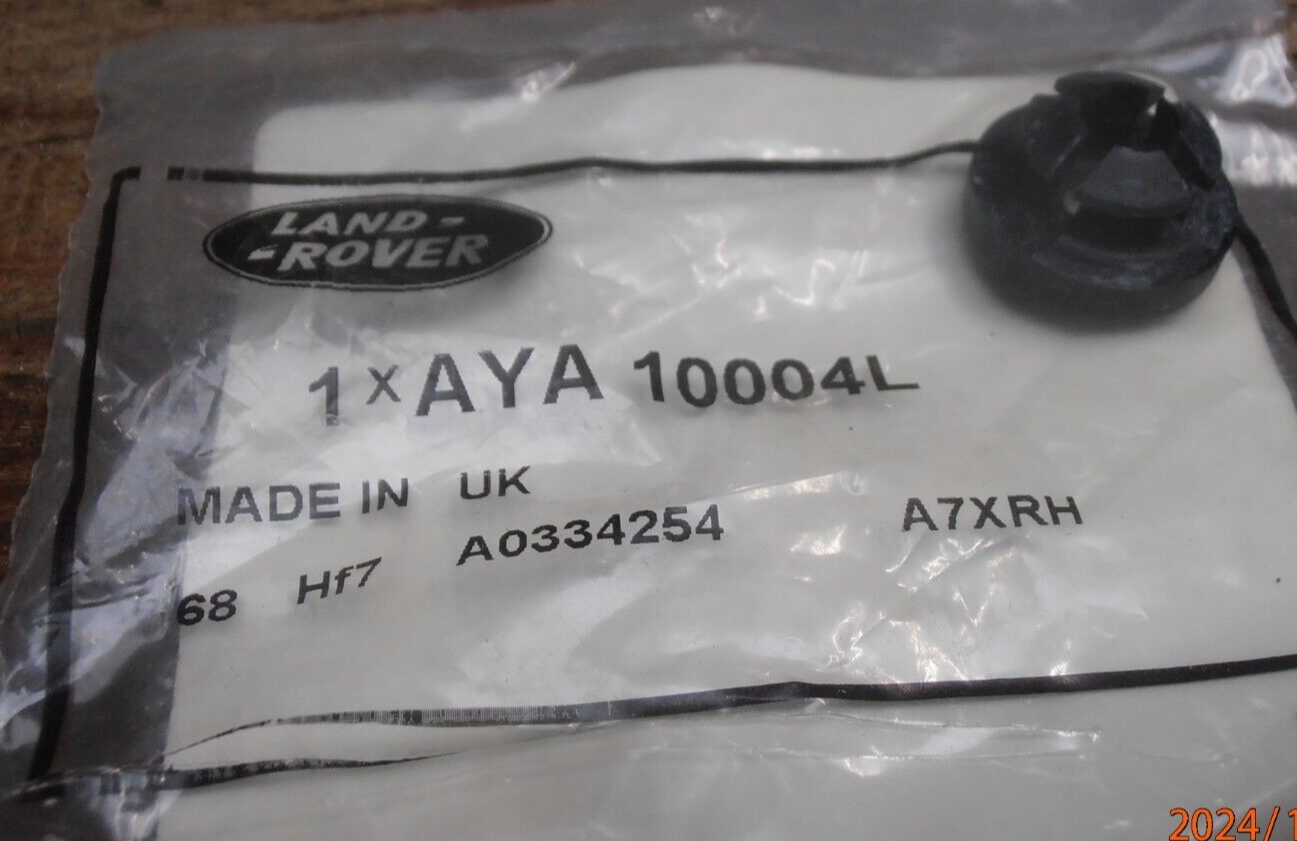 LAND -
- ROVER
1 x AYA 10004L
MADE IN UK
68 Hf7 A0334254 A7XRH
2024/1